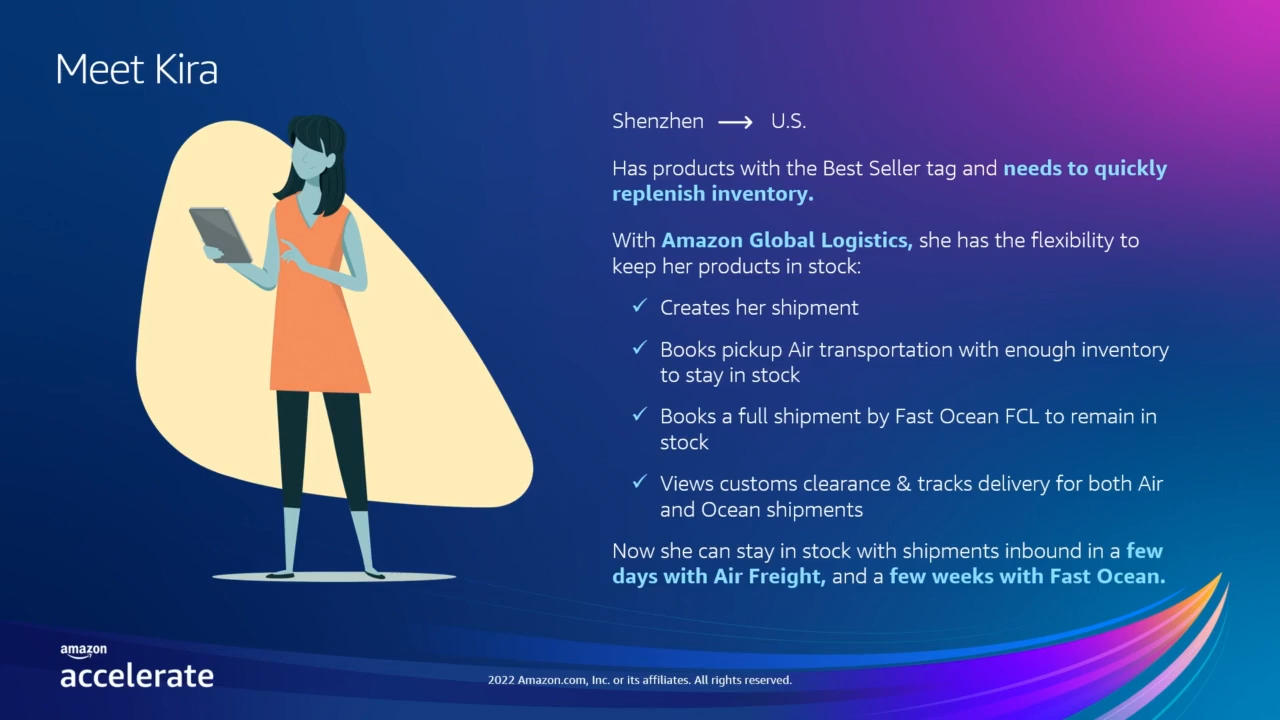 Meet Kira
Shenzhen → U.S.
Has products with the Best Seller tag and needs to quickly
replenish inventory.
With Amazon Global Logistics, she has the flexibility to
keep her products in stock:
✓ Creates her shipment
✓ Books pickup Air transportation with enough inventory
to stay in stock
✓ Books a full shipment by Fast Ocean FCL to remain in
stock
✓ Views customs clearance & tracks delivery for both Air
and Ocean shipments
Now she can stay in stock with shipments inbound in a few
days with Air Freight, and a few weeks with Fast Ocean.
amazon
accelerate
2022 Amazon.com, Inc. or its affiliates. All rights reserved.